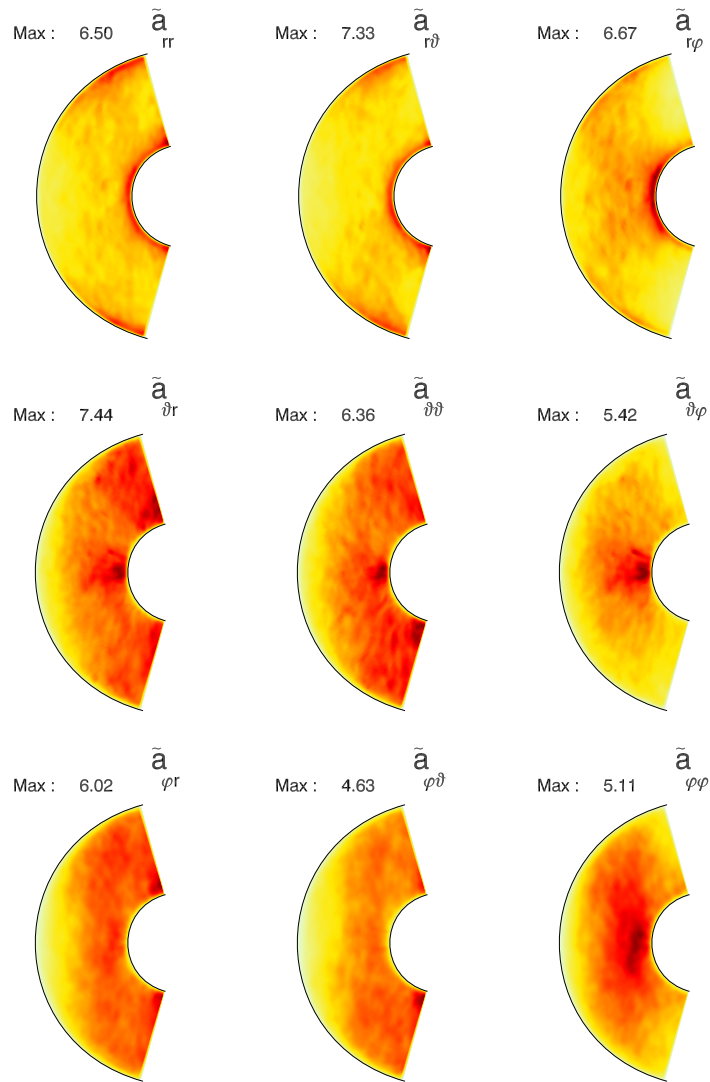 Max : 6.50 ã rr
Max : 7.33 ã rϑ
Max : 6.67 ã rφ
Max : 7.44 ã ϑr
Max : 6.36 ã ϑϑ
Max : 5.42 ã ϑφ
Max : 6.02 ã φr
Max : 4.63 ã φϑ
Max : 5.11 ã φφ